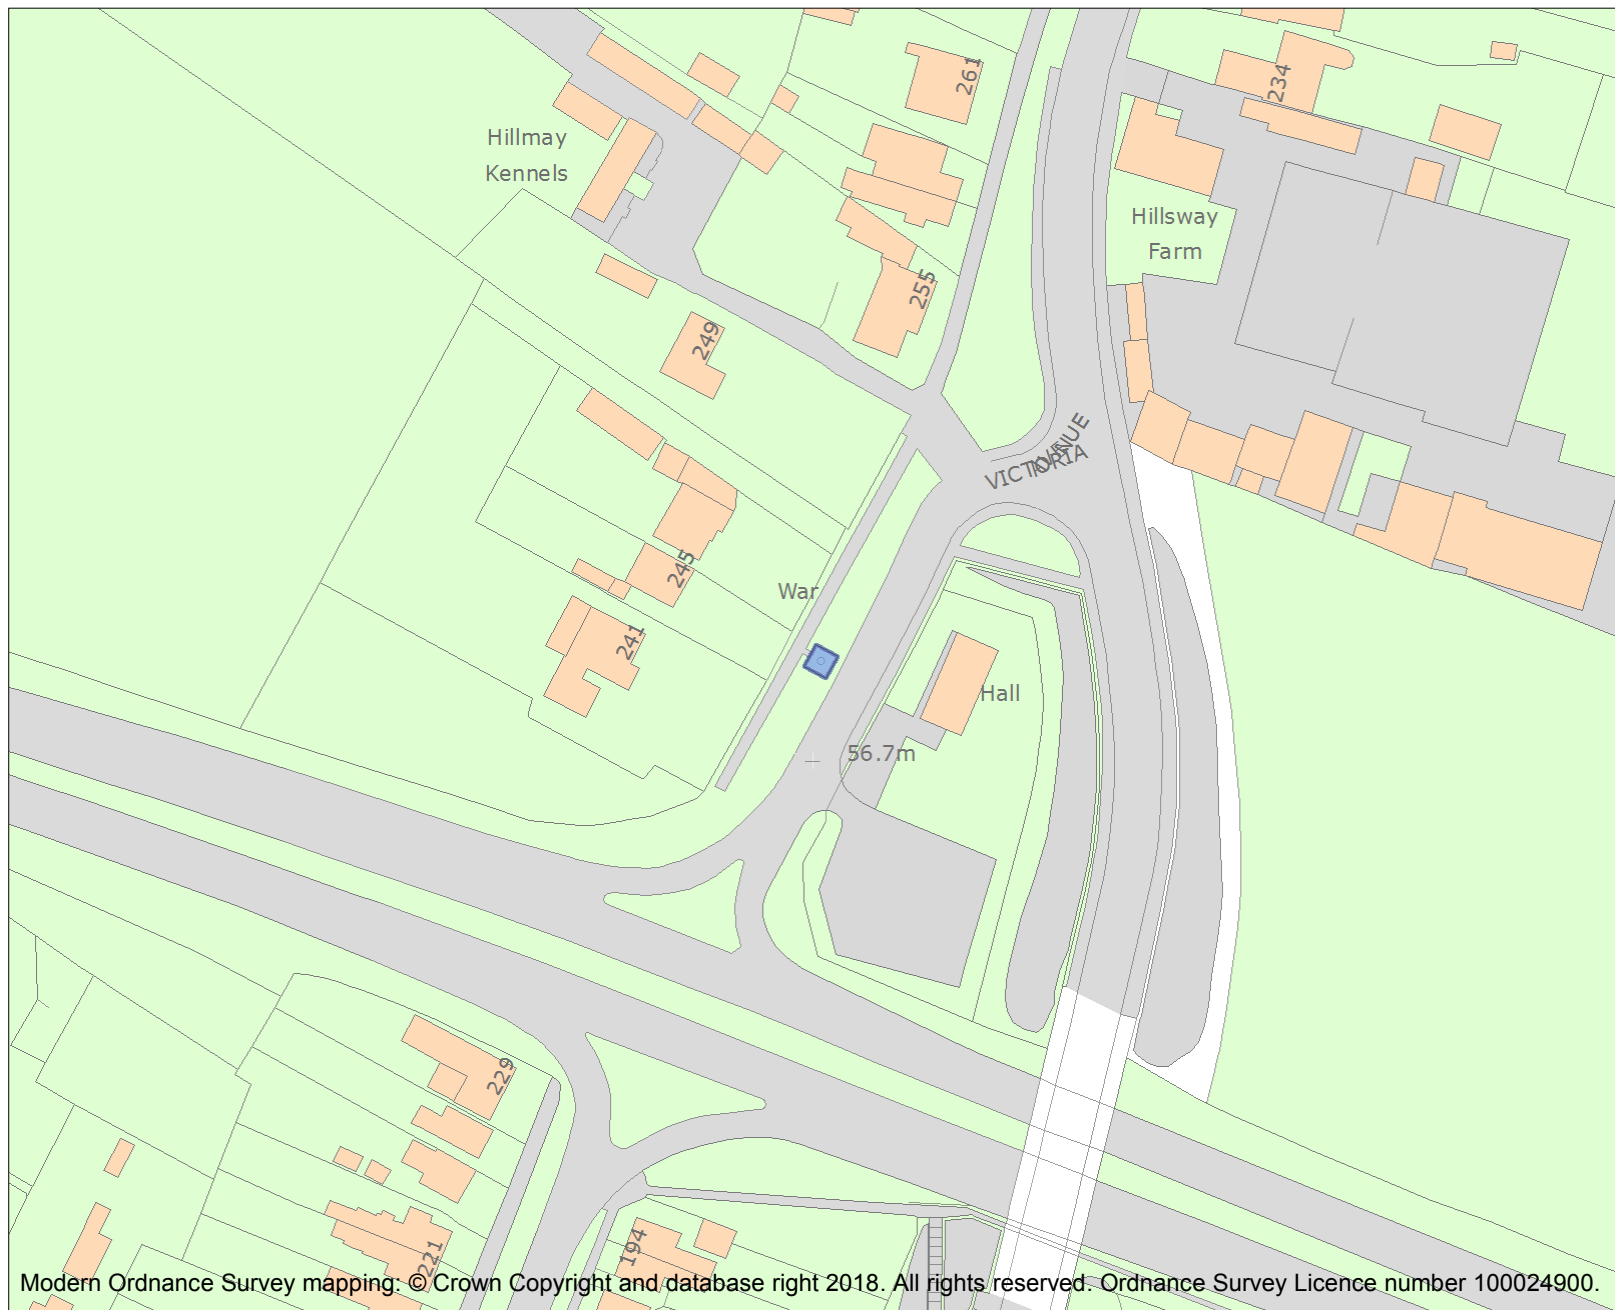 261
234
Hillmay
Kennels
Hillsway
Farm
255
249
VICTORIA
AVENUE
245
War
241
Hall
56.7m
229
194
221
Modern Ordnance Survey mapping: © Crown Copyright and database right 2018. All rights reserved. Ordnance Survey Licence number 100024900.